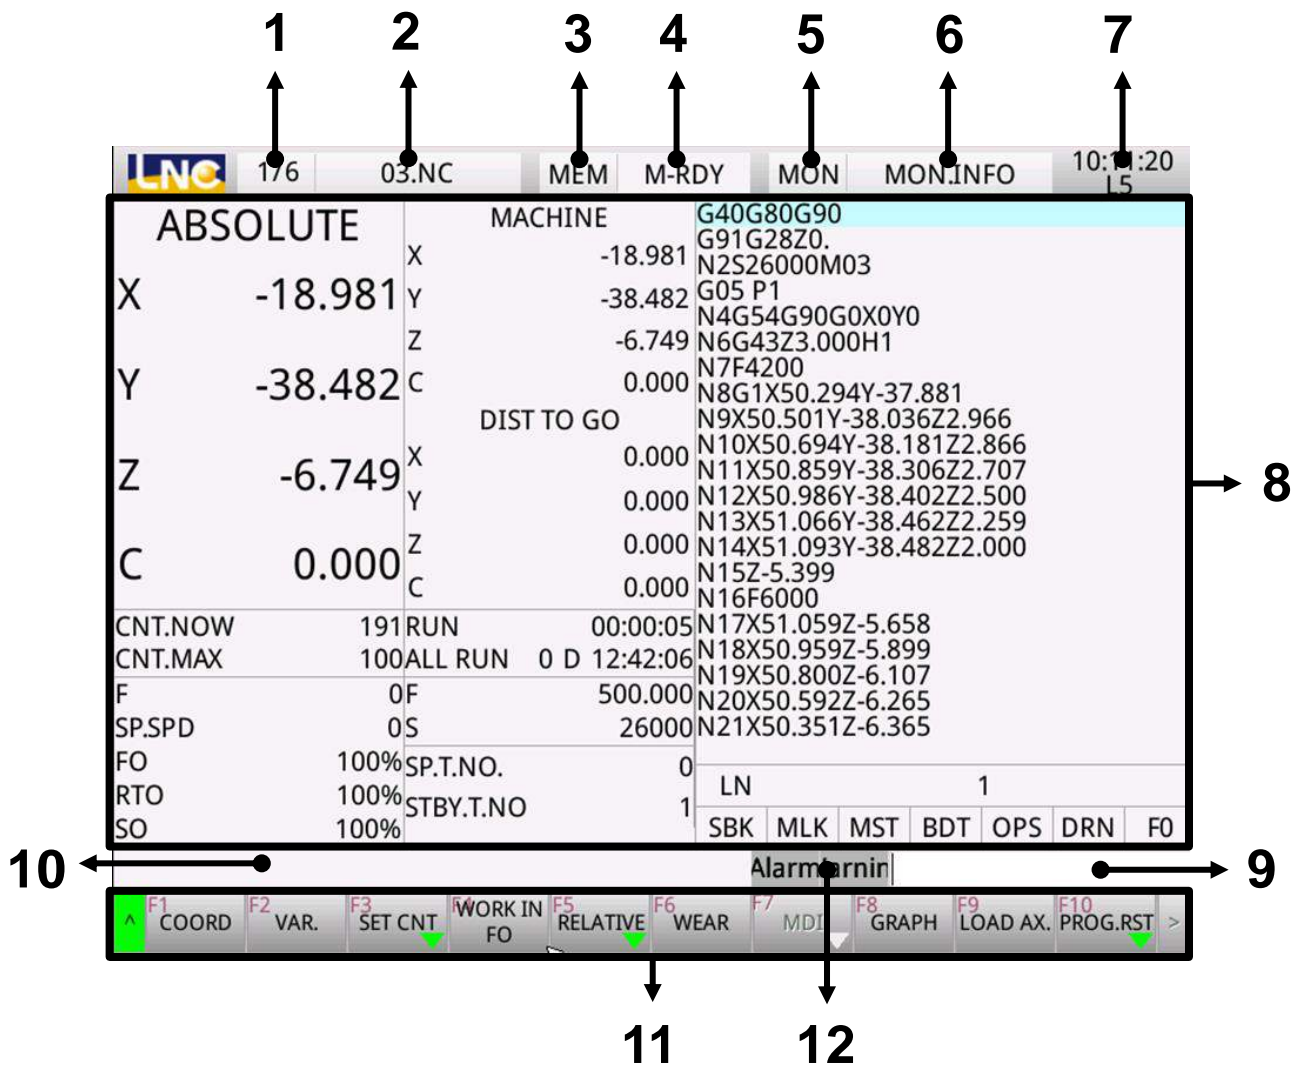 1 2 3 4 5 6 7
LNC 1/6 03.NC MEM M-RDY MON MON.INFO 10:11:20
L5
ABSOLUTE
X -18.981
Y -38.482
Z -6.749
C 0.000
MACHINE
X -18.981
Y -38.482
Z -6.749
C 0.000
DIST TO GO
X 0.000
Y 0.000
Z 0.000
C 0.000
G40G80G90
G91G28Z0.
N2S26000M03
G05 P1
N4G54G90G0X0Y0
N6G43Z3.000H1
N7F4200
N8G1X50.294Y-37.881
N9X50.501Y-38.036Z2.966
N10X50.694Y-38.181Z2.866
N11X50.859Y-38.306Z2.707
N12X50.986Y-38.402Z2.500
N13X51.066Y-38.462Z2.259
N14X51.093Y-38.482Z2.000
N15Z-5.399
N16F6000
N17X51.059Z-5.658
N18X50.959Z-5.899
N19X50.800Z-6.107
N20X50.592Z-6.265
N21X50.351Z-6.365
8
CNT.NOW 191
CNT.MAX 100
RUN 00:00:05
ALL RUN 0 D 12:42:06
F 0
SP.SPD 0
F 500.000
S 26000
FO 100%
RTO 100%
SO 100%
SP.T.NO. 0
STBY.T.NO 1
LN 1
SBK MLK MST BDT OPS DRN F0
10 Alarm arnin 9
^ F1 COORD F2 VAR. F3 SET CNT F4 WORK IN
FO
F5 RELATIVE F6 WEAR F7 MDI F8 GRAPH F9 LOAD AX. F10 PROG.RST >
11 12